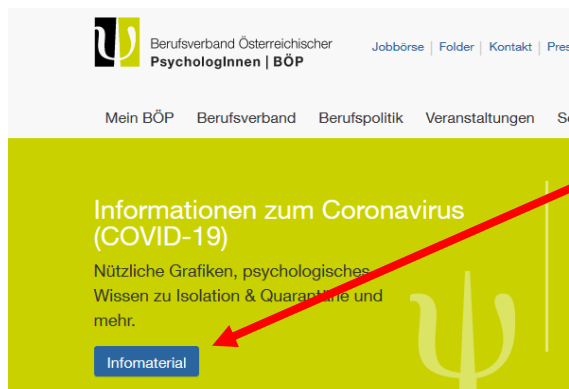 Berufsverband Österreichischer
PsychologInnen | BÖP
Jobbörse | Folder | Kontakt |
Mein BÖP Berufsverband Berufspolitik Veranstaltungen
Informationen zum Coronavirus
(COVID-19)
Nützliche Grafiken, psychologisches
Wissen zu Isolation & Quarantäne und
mehr.
Infomaterial